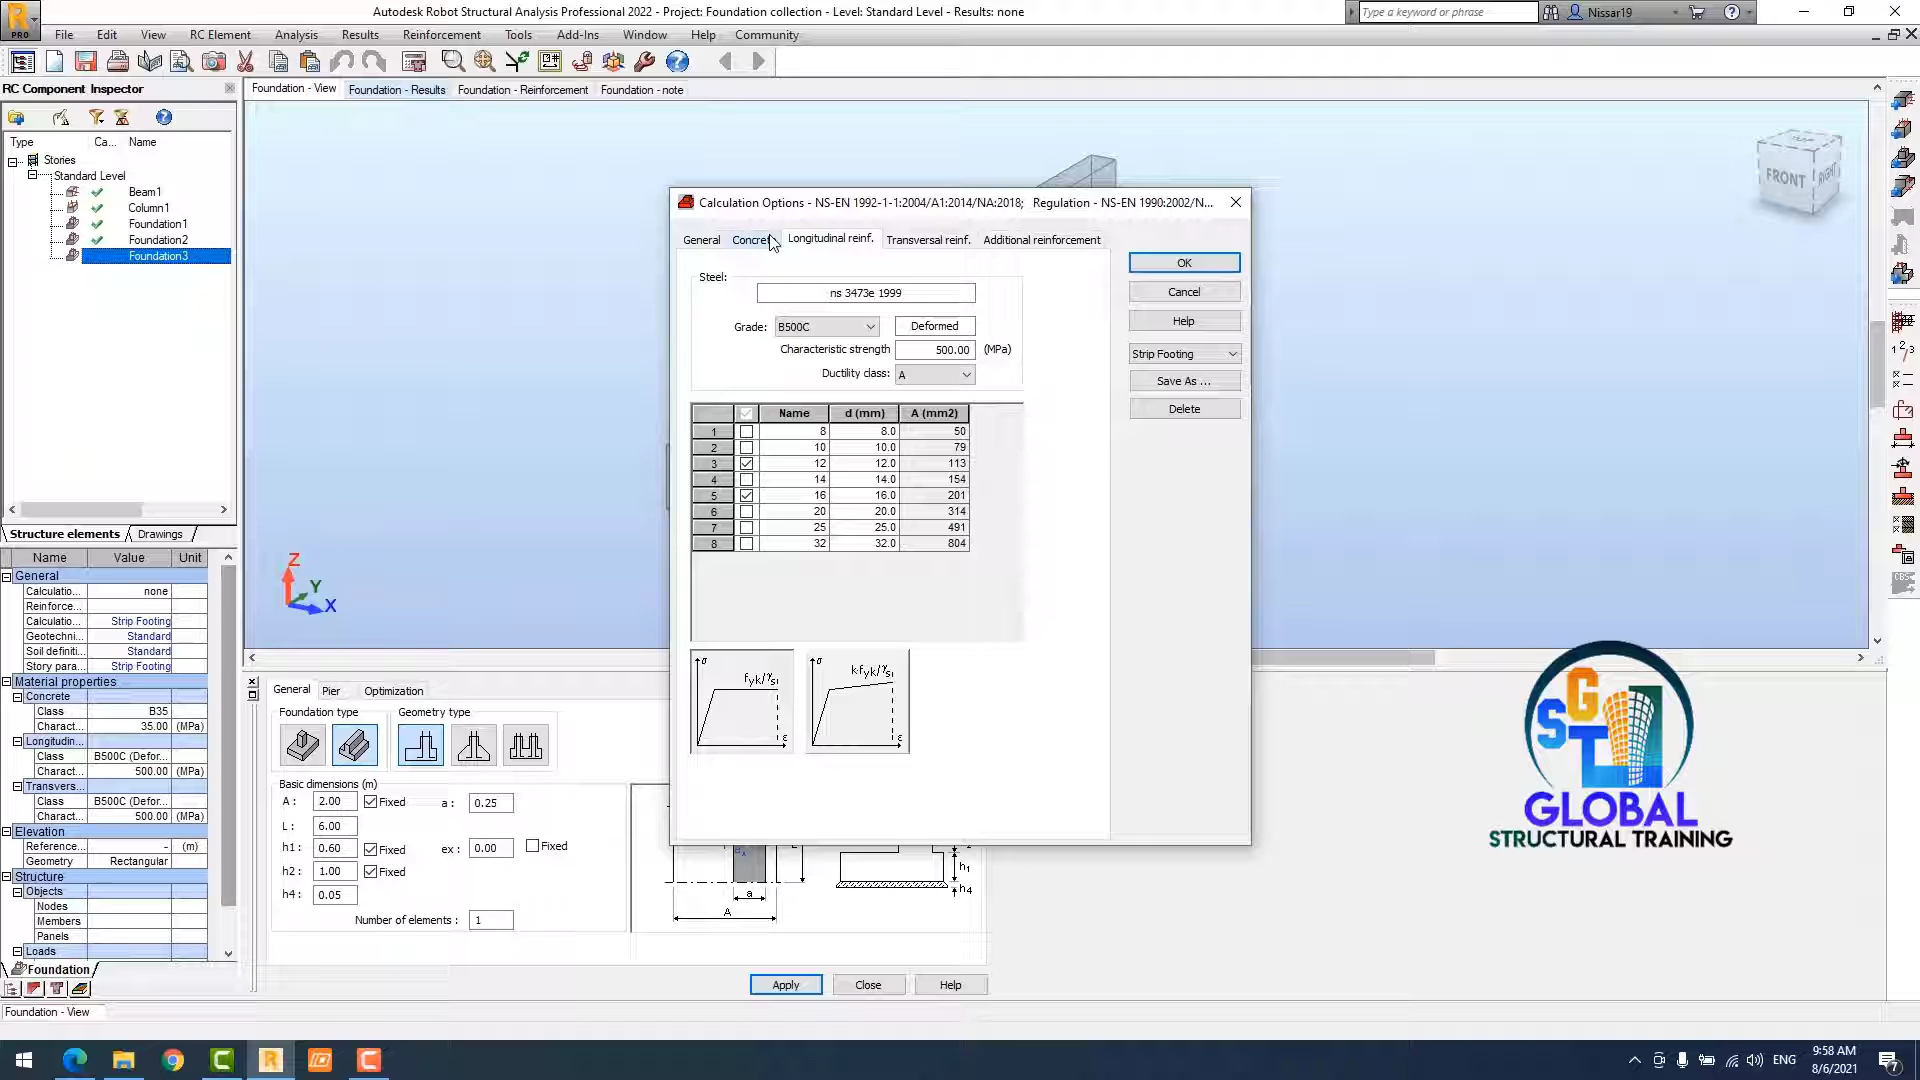 PRO
Autodesk Robot Structural Analysis Professional 2022 - Project: Foundation collection - Level: Standard Level - Results: none
Type a keyword or phrase
Nissar19
File Edit View RC Element Analysis Results Reinforcement Tools Add-Ins Window Help Community
RC Component Inspector
Foundation - View Foundation - Results Foundation - Reinforcement Foundation - note
Type Ca... Name
Stories
Standard Level
Beam1
Column1
Foundation1
Foundation2
Foundation3
Structure elements Drawings
Name Value Unit
General
Calculatio... none
Reinforce...
Calculatio... Strip Footing
Geotechni... Standard
Soil definiti... Standard
Story para... Strip Footing
Material properties
Concrete
Class B35
Charact... 35.00 (MPa)
Longitudin...
Class B500C (Defor...
Charact... 500.00 (MPa)
Transvers...
Class B500C (Defor...
Charact... 500.00 (MPa)
Elevation
Reference... - (m)
Geometry Rectangular
Structure
Objects
Nodes
Members
Panels
Loads
Foundation
Foundation - View
Z
Y
X
TOP
FRONT
RIGHT
Calculation Options - NS-EN 1992-1-1:2004/A1:2014/NA:2018; Regulation - NS-EN 1990:2002/N...
General Concret Longitudinal reinf. Transversal reinf. Additional reinforcement
Steel:
ns 3473e 1999
Grade: B500C Deformed
Characteristic strength 500.00 (MPa)
Ductility class: A
Name d (mm) A (mm2)
1 8 8.0 50
2 10 10.0 79
3 12 12.0 113
4 14 14.0 154
5 16 16.0 201
6 20 20.0 314
7 25 25.0 491
8 32 32.0 804
σ fyk/γs ε
σ k·fyk/γs ε
OK
Cancel
Help
Strip Footing
Save As ...
Delete
General Pier Optimization
Foundation type Geometry type
Basic dimensions (m)
A : 2.00 Fixed a : 0.25
L : 6.00
h1: 0.60 Fixed ex : 0.00 Fixed
h2: 1.00 Fixed
h4: 0.05
Number of elements : 1
a
A
h1
h4
Apply Close Help
SGTL
GLOBAL
STRUCTURAL TRAINING
ENG
9:58 AM
8/6/2021
7